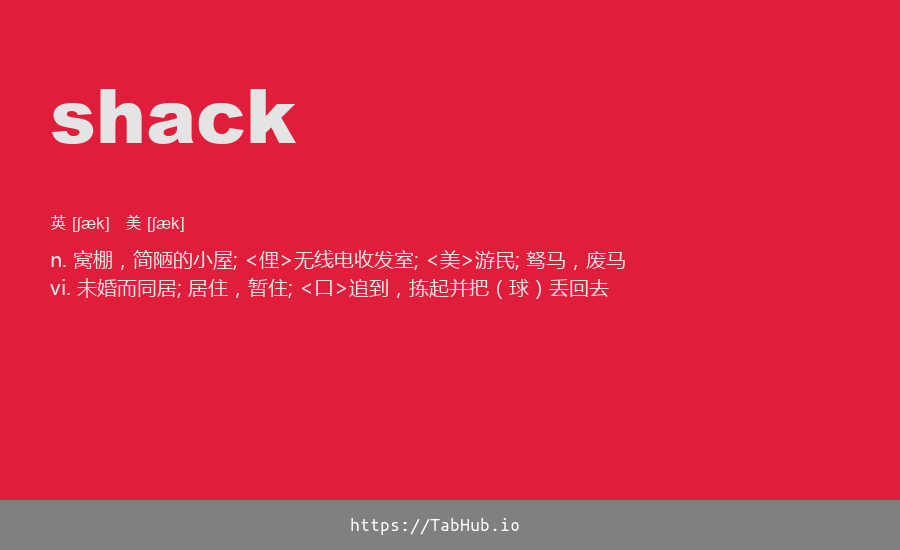 shack
英 [ʃæk] 美 [ʃæk]
n. 窝棚，简陋的小屋; <俚>无线电收发室; <美>游民; 驽马，废马
vi. 未婚而同居; 居住，暂住; <口>追到，拣起并把（球）丢回去
https://TabHub.io